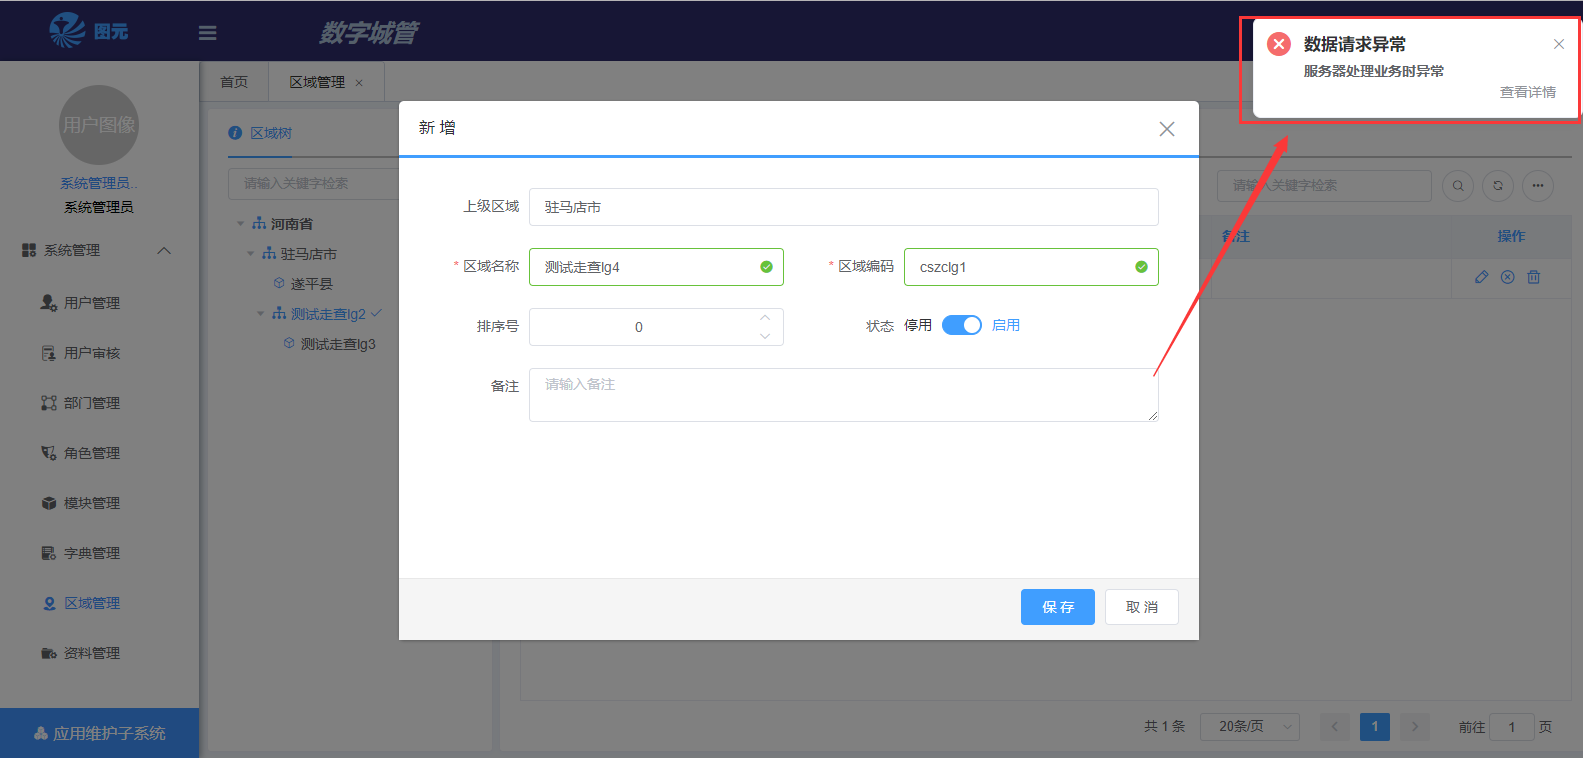 图元
数字城管
数据请求异常
服务器处理业务时异常
查看详情
首页
区域管理
用户图像
系统管理员..
系统管理员
系统管理
用户管理
用户审核
部门管理
角色管理
模块管理
字典管理
区域管理
资料管理
应用维护子系统
区域树
请输入关键字检索
河南省
驻马店市
遂平县
测试走查lg2
测试走查lg3
新 增
上级区域 驻马店市
* 区域名称 测试走查lg4 * 区域编码 cszclg1
排序号 0 状态 停用 启用
备注 请输入备注
保 存 取 消
请输入关键字检索
备注 操作
共 1 条 20条/页 1 前往 1 页